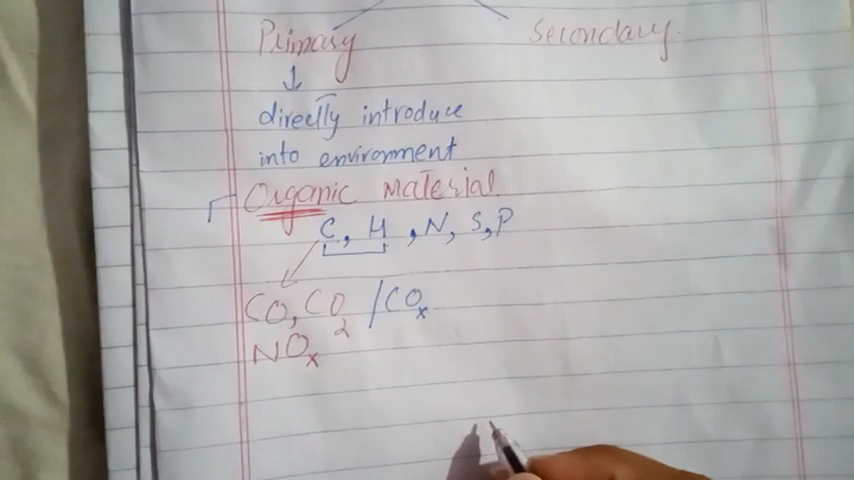 Primary Secondary
↓
directly introduce
into environment
Organic material
C, H, N, S, P
CO, CO2 / COx
NOx